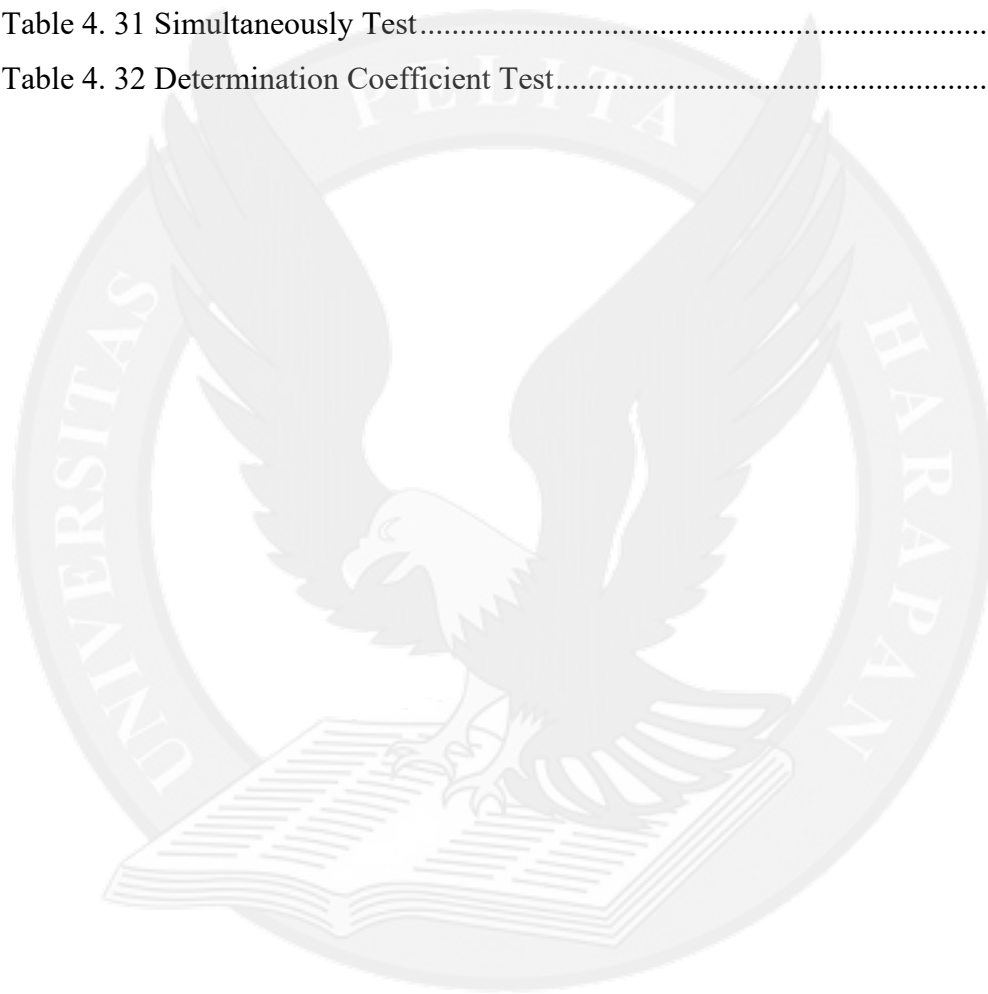 Table 4. 31 Simultaneously Test........................................................................
Table 4. 32 Determination Coefficient Test.......................................................
PELITA
UNIVERSITAS
HARAPAN